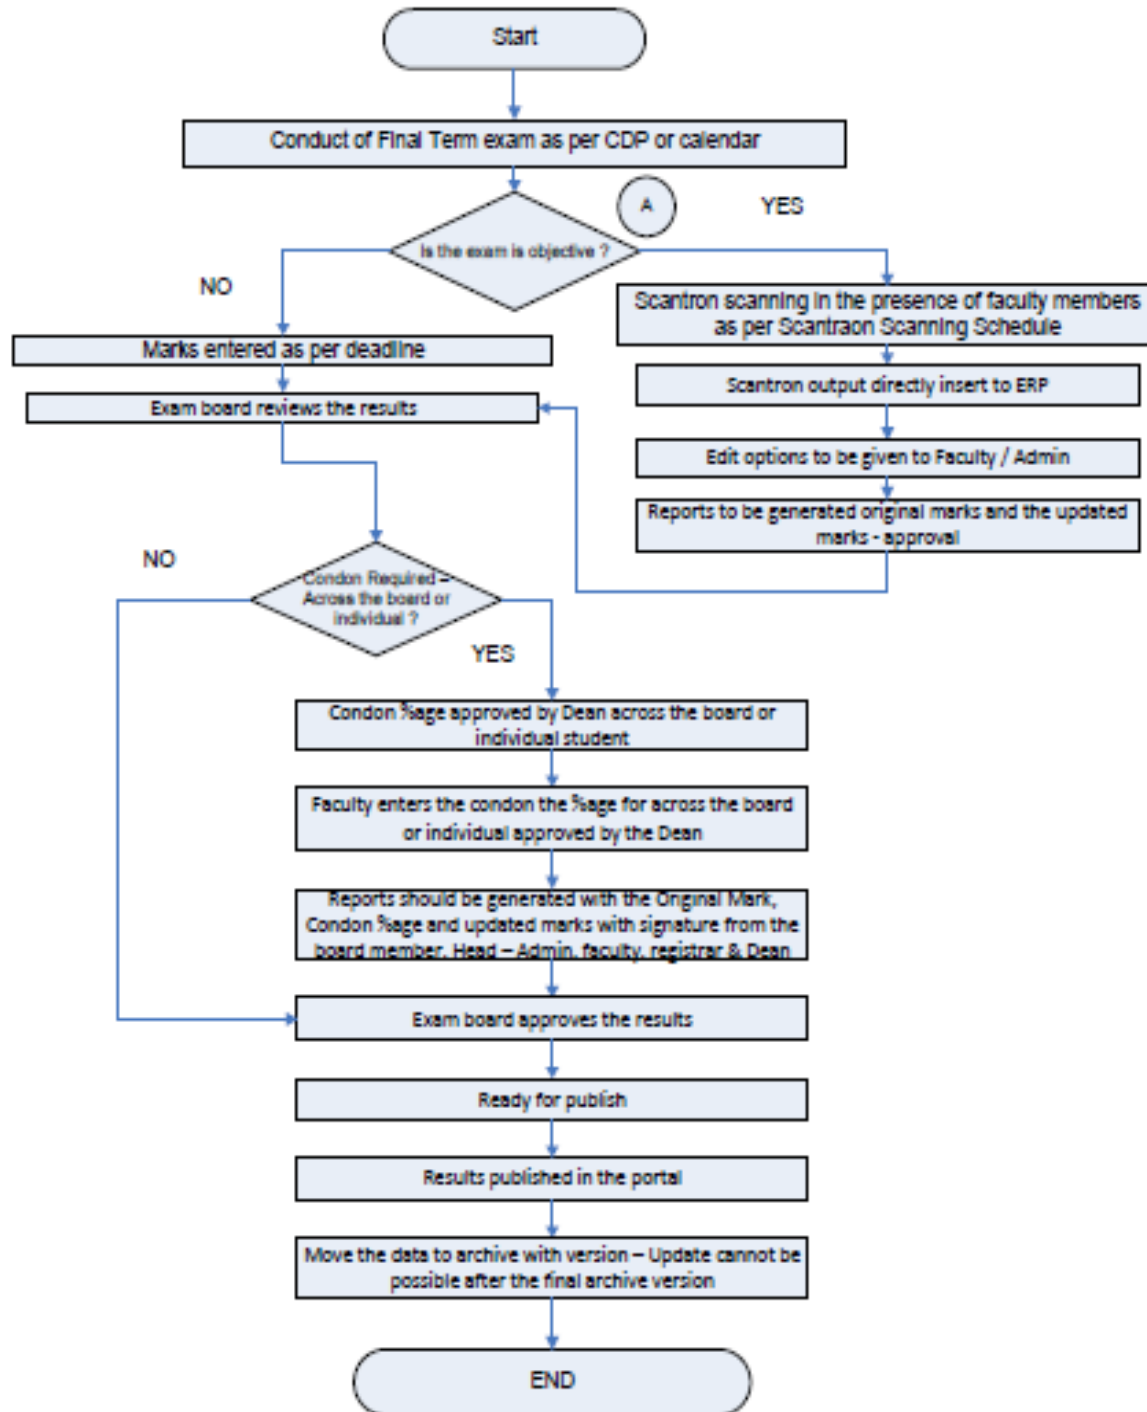 Start
Conduct of Final Term exam as per CDP or calendar
A
YES
Is the exam is objective ?
NO
Scantron scanning in the presence of faculty members
as per Scantraon Scanning Schedule
Marks entered as per deadline
Scantron output directly insert to ERP
Exam board reviews the results
Edit options to be given to Faculty / Admin
Reports to be generated original marks and the updated
marks - approval
NO
Condon Required –
Across the board or
individual ?
YES
Condon %age approved by Dean across the board or
individual student
Faculty enters the condon the %age for across the board
or individual approved by the Dean
Reports should be generated with the Original Mark,
Condon %age and updated marks with signature from the
board member, Head – Admin, faculty, registrar & Dean
Exam board approves the results
Ready for publish
Results published in the portal
Move the data to archive with version – Update cannot be
possible after the final archive version
END